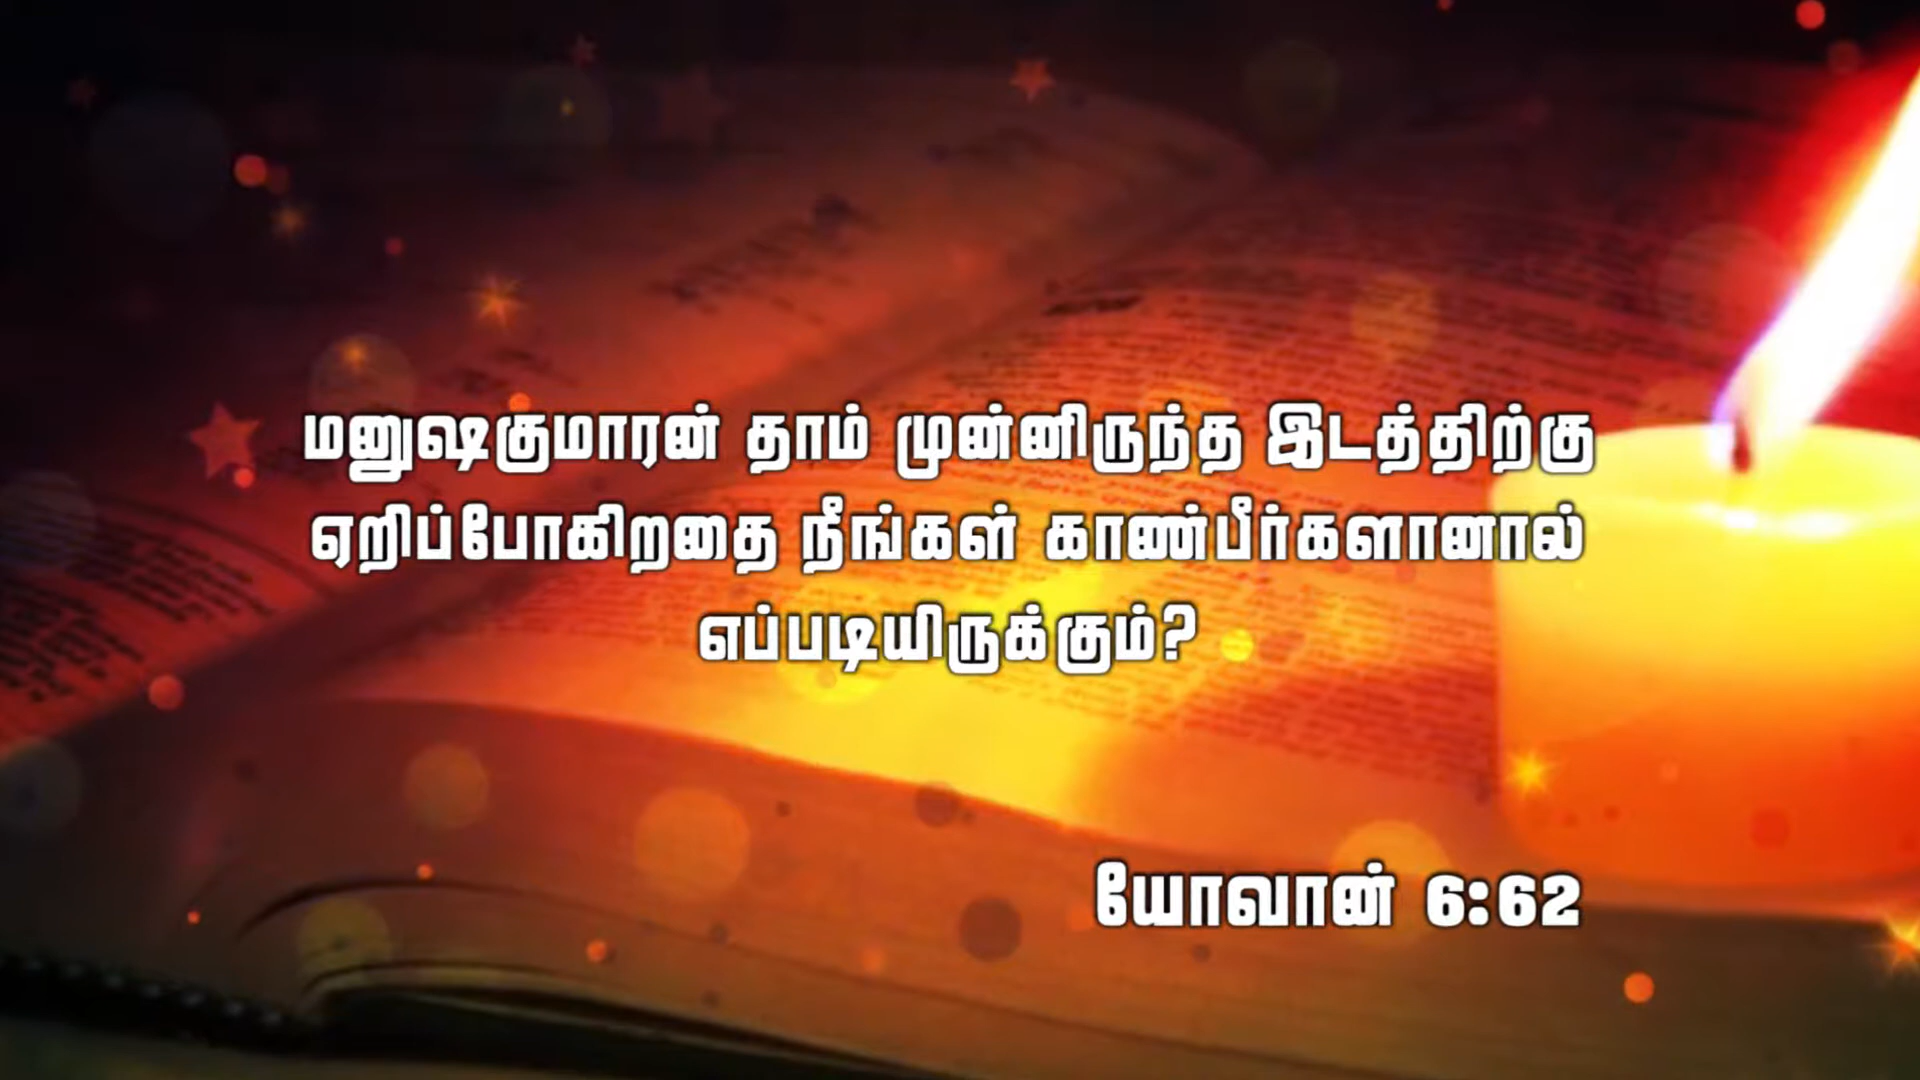 மனுஷகுமாரன் தாம் முன்னிருந்த இடத்திற்கு
ஏறிப்போகிறதை நீங்கள் காண்பீர்களானால்
எப்படியிருக்கும்?
யோவான் 6:62